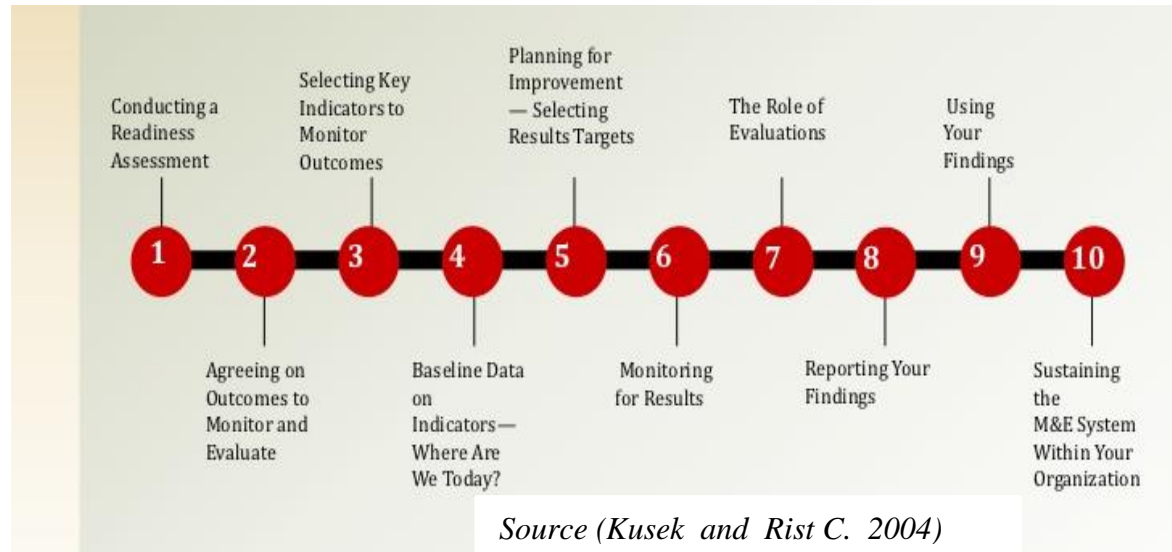 Conducting a
Readiness
Assessment
Selecting Key
Indicators to
Monitor
Outcomes
Planning for
Improvement
— Selecting
Results Targets
The Role of
Evaluations
Using
Your
Findings
1
2
3
4
5
6
7
8
9
10
Agreeing on
Outcomes to
Monitor and
Evaluate
Baseline Data
on
Indicators—
Where Are
We Today?
Monitoring
for Results
Reporting Your
Findings
Sustaining
the
M&E System
Within Your
Organization
Source (Kusek and Rist C. 2004)